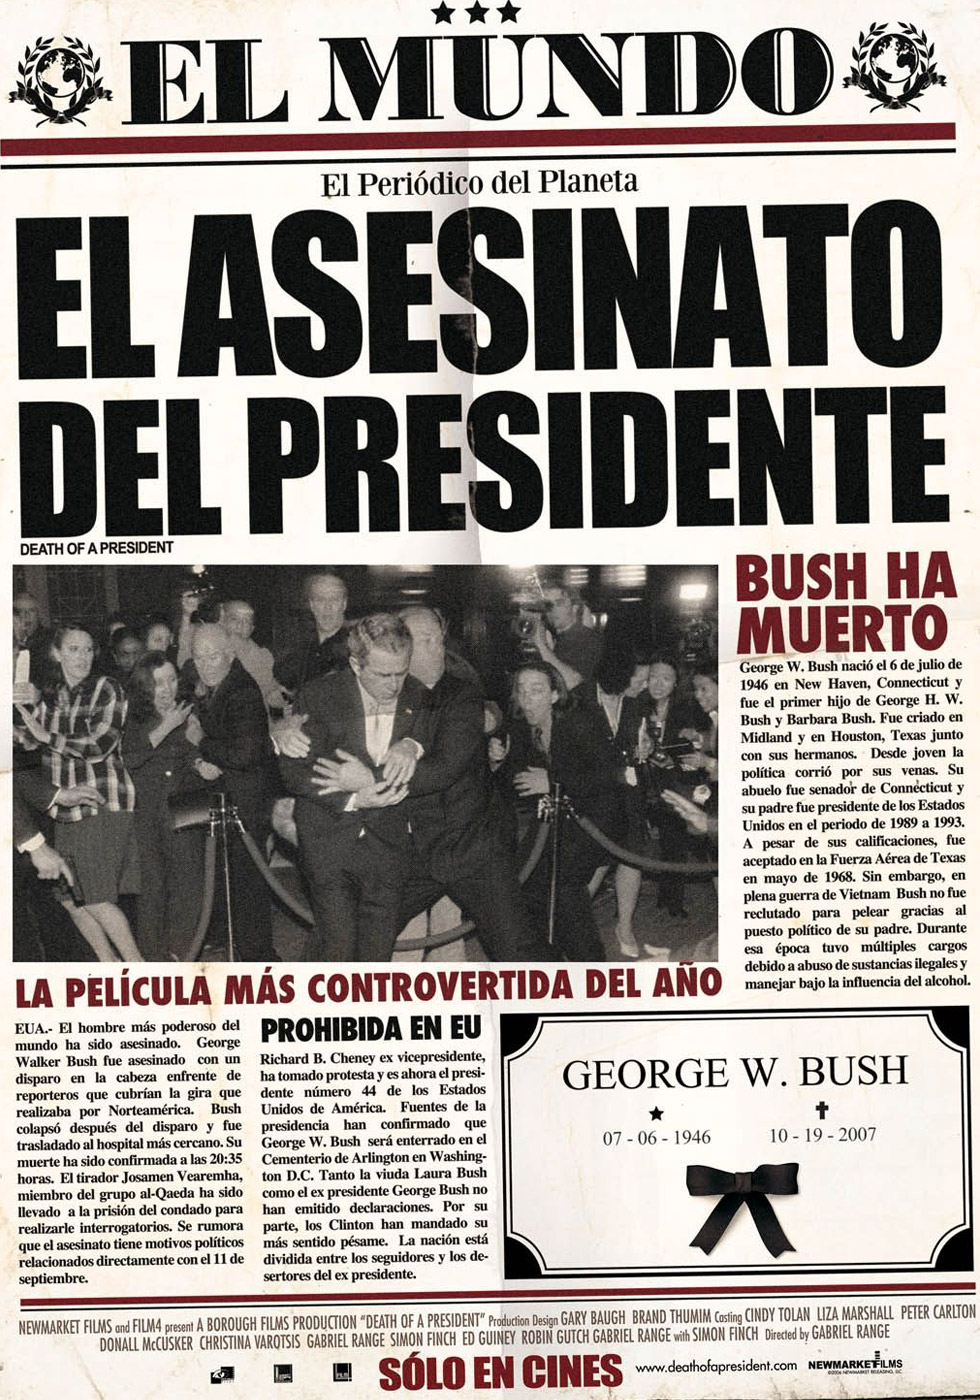 EL MUNDO
El Periódico del Planeta
EL ASESINATO
DEL PRESIDENTE
DEATH OF A PRESIDENT
BUSH HA
MUERTO
George W. Bush nació el 6 de julio de
1946 en New Haven, Connecticut y
fue el primer hijo de George H. W.
Bush y Barbara Bush. Fue criado en
Midland y en Houston, Texas junto
con sus hermanos. Desde joven la
política corrió por sus venas. Su
abuelo fue senador de Connecticut y
su padre fue presidente de los Estados
Unidos en el periodo de 1989 a 1993.
A pesar de sus calificaciones, fue
aceptado en la Fuerza Aérea de Texas
en mayo de 1968. Sin embargo, en
plena guerra de Vietnam Bush no fue
reclutado para pelear gracias al
puesto político de su padre. Durante
esa época tuvo múltiples cargos
debido a abuso de sustancias ilegales y
manejar bajo la influencia del alcohol.
LA PELÍCULA MÁS CONTROVERTIDA DEL AÑO
EUA.- El hombre más poderoso del
mundo ha sido asesinado. George
Walker Bush fue asesinado con un
disparo en la cabeza enfrente de
reporteros que cubrían la gira que
realizaba por Norteamérica. Bush
colapsó después del disparo y fue
trasladado al hospital más cercano. Su
muerte ha sido confirmada a las 20:35
horas. El tirador Josamen Vearemha,
miembro del grupo al-Qaeda ha sido
llevado a la prisión del condado para
realizarle interrogatorios. Se rumora
que el asesinato tiene motivos políticos
relacionados directamente con el 11 de
septiembre.
PROHIBIDA EN EU
Richard B. Cheney ex vicepresidente,
ha tomado protesta y es ahora el presi-
dente número 44 de los Estados
Unidos de América. Fuentes de la
presidencia han confirmado que
George W. Bush será enterrado en el
Cementerio de Arlington en Washing-
ton D.C. Tanto la viuda Laura Bush
como el ex presidente George Bush no
han emitido declaraciones. Por su
parte, los Clinton han mandado su
más sentido pésame. La nación está
dividida entre los seguidores y los de-
sertores del ex presidente.
GEORGE W. BUSH
07 - 06 - 1946 10 - 19 - 2007
NEWMARKET FILMS and FILM4 present A BOROUGH FILMS PRODUCTION "DEATH OF A PRESIDENT" Production Design GARY BAUGH BRAND THUMIM Casting CINDY TOLAN LIZA MARSHALL PETER CARLTON
DONALL McCUSKER CHRISTINA VAROTSIS GABRIEL RANGE SIMON FINCH ED GUINEY ROBIN GUTCH GABRIEL RANGE with SIMON FINCH Directed by GABRIEL RANGE
SÓLO EN CINES www.deathofapresident.com NEWMARKET FILMS